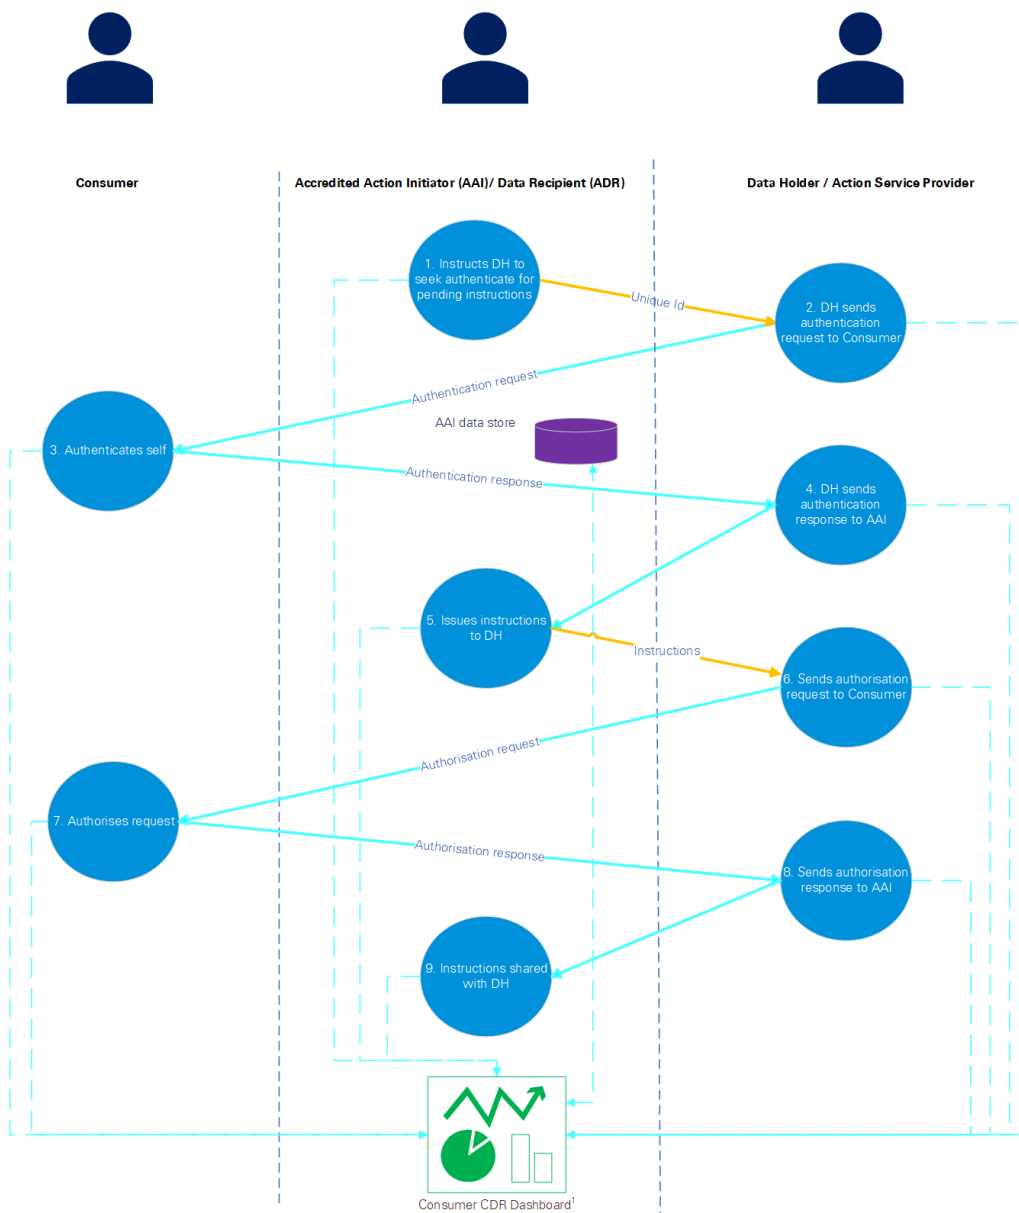 Consumer
Accredited Action Initiator (AAI)/ Data Recipient (ADR)
Data Holder / Action Service Provider
1. Instructs DH to
seek authenticate for
pending instructions
Unique Id
2. DH sends
authentication
request to Consumer
Authentication request
AAI data store
3. Authenticates self
Authentication response
4. DH sends
authentication
response to AAI
5. Issues instructions
to DH
Instructions
6. Sends authorisation
request to Consumer
Authorisation request
7. Authorises request
Authorisation response
8. Sends authorisation
response to AAI
9. Instructions shared
with DH
Consumer CDR Dashboard¹